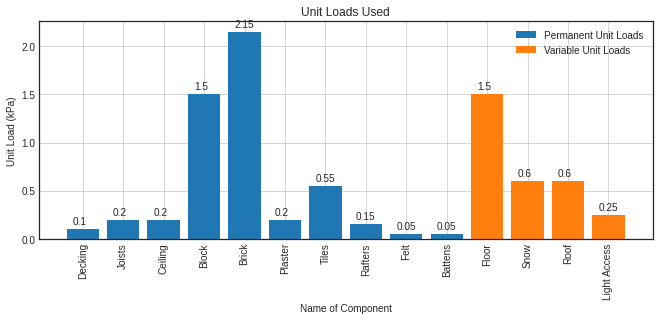 Unit Loads Used
Permanent Unit Loads
Variable Unit Loads
Unit Load (kPa)
2.0
1.5
1.0
0.5
0.0
0.1
0.2
0.2
1.5
2.15
0.2
0.55
0.15
0.05
0.05
1.5
0.6
0.6
0.25
Decking
Joists
Ceiling
Block
Brick
Plaster
Tiles
Rafters
Felt
Battens
Floor
Snow
Roof
Light Access
Name of Component